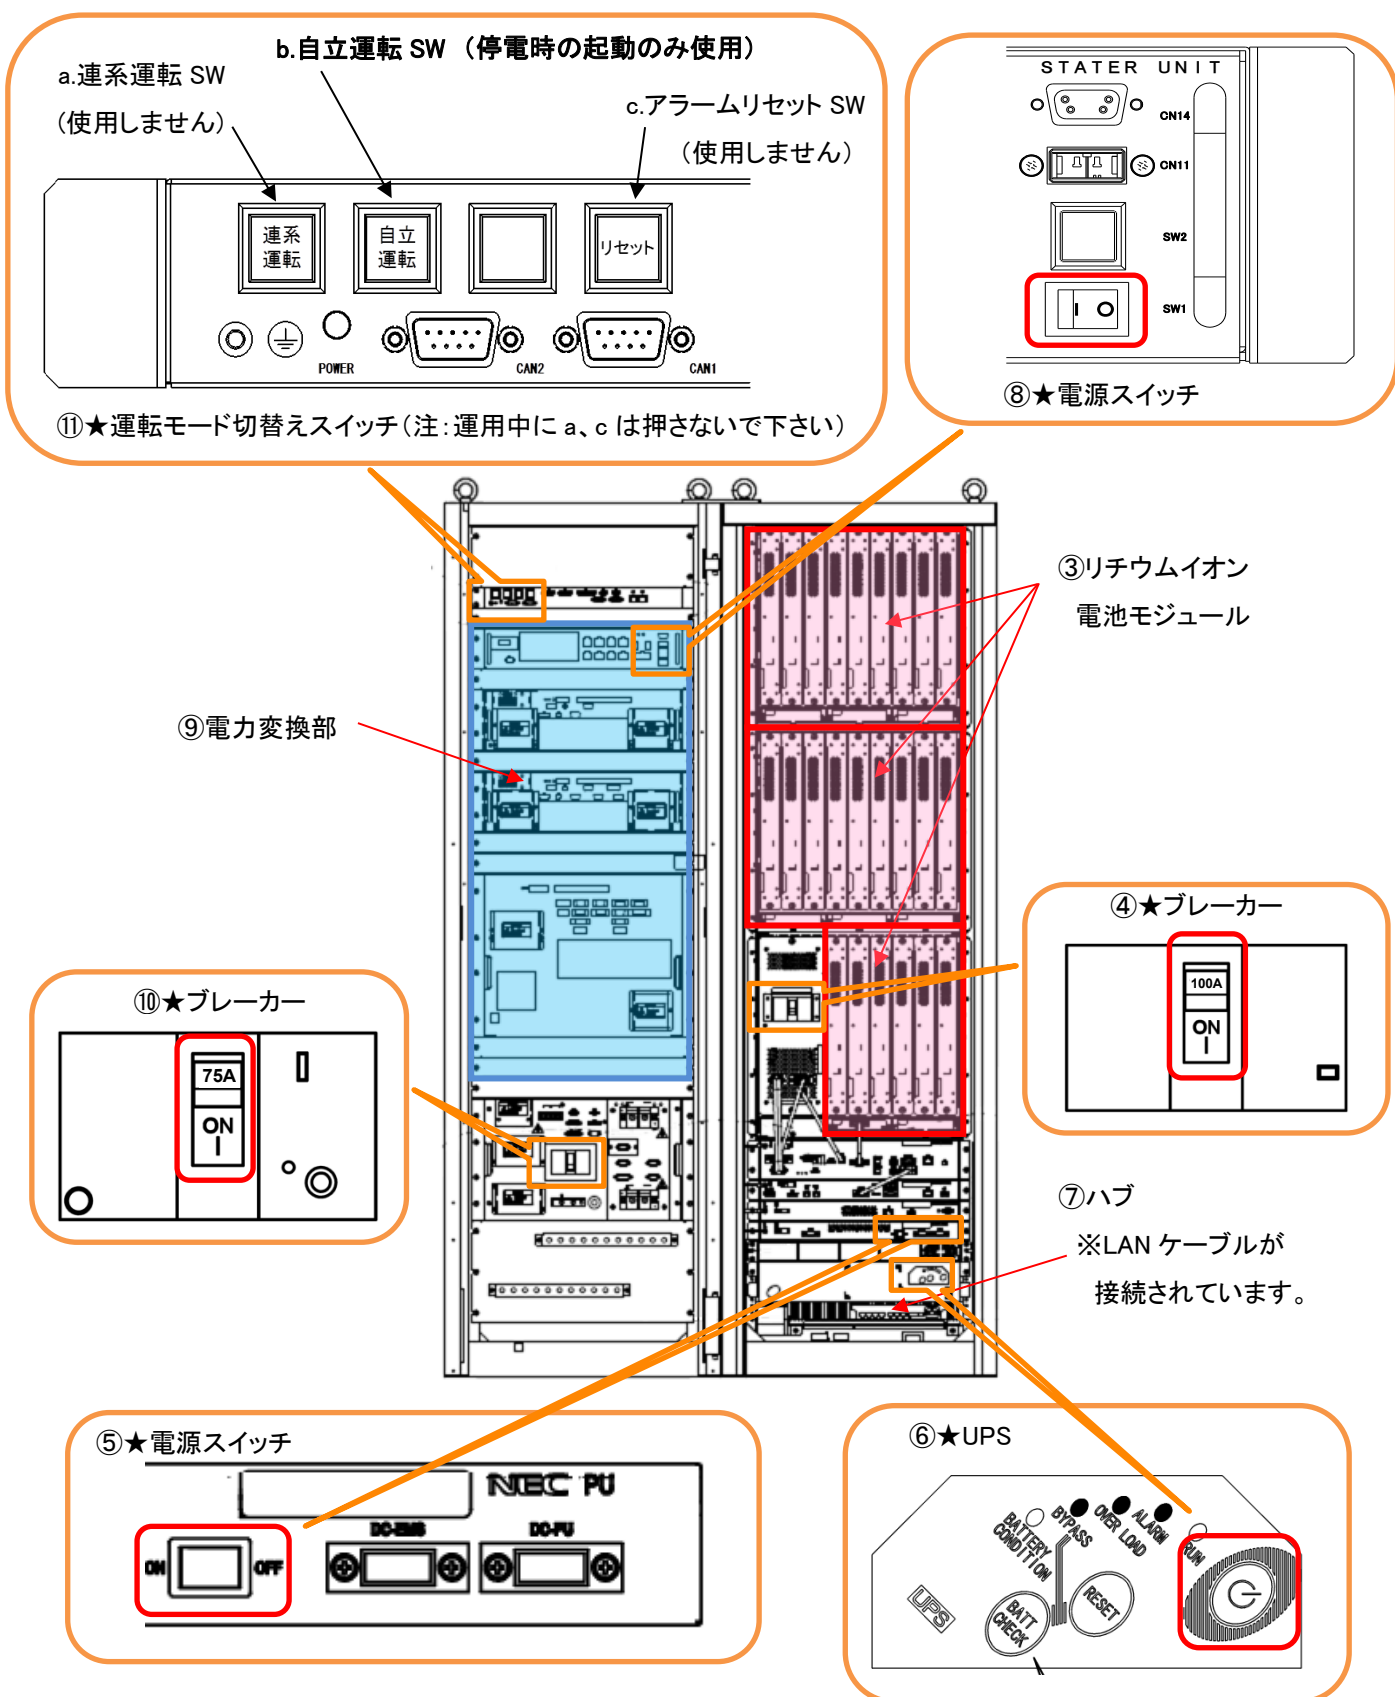 b.自立運転 SW （停電時の起動のみ使用）
a.連系運転 SW
（使用しません）
c.アラームリセット SW
（使用しません）
連系
運転
自立
運転
リセット
POWER
CAN2
CAN1
⑪★運転モード切替えスイッチ（注：運用中に a、c は押さないで下さい）
STATER UNIT
CN14
CN11
SW2
SW1
⑧★電源スイッチ
③リチウムイオン
電池モジュール
⑨電力変換部
④★ブレーカー
100A
ON
⑩★ブレーカー
75A
ON
⑦ハブ
※LAN ケーブルが
接続されています。
⑤★電源スイッチ
NEC PU
DC-EMS
DC-PU
ON
OFF
⑥★UPS
BATTERY
CONDITION
BYPASS
OVER LOAD
ALARM
RUN
UPS
BATT
CHECK
RESET